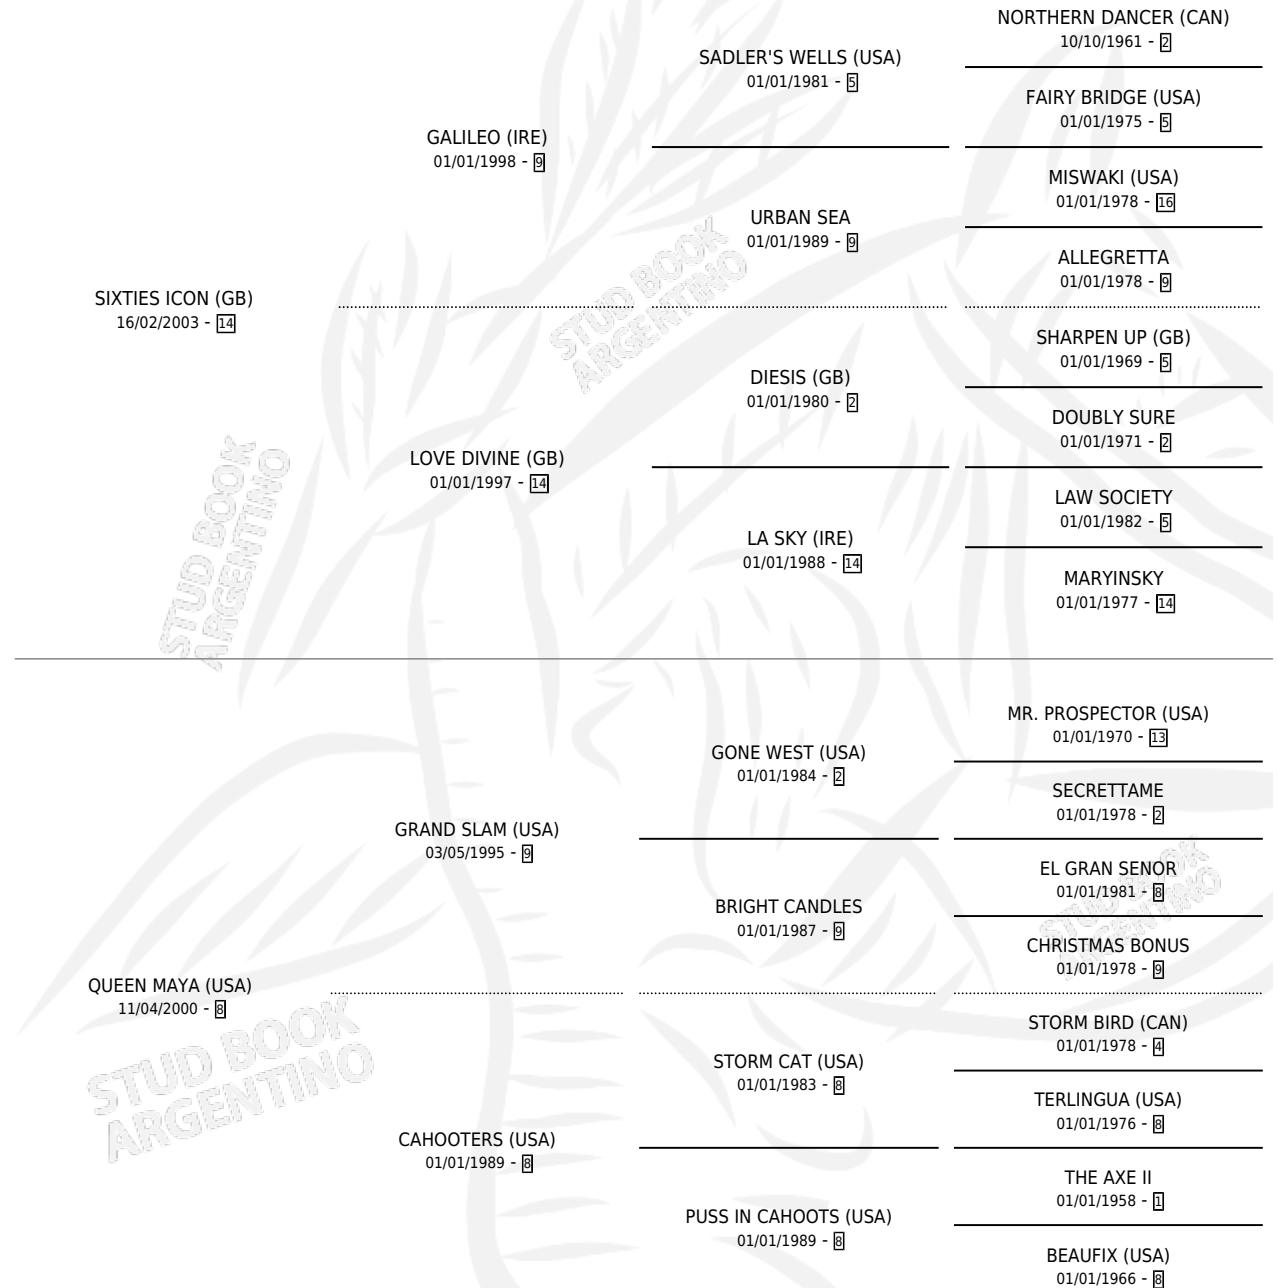 NORTHERN DANCER (CAN)
10/10/1961 - 2
SADLER'S WELLS (USA)
01/01/1981 - 5
FAIRY BRIDGE (USA)
01/01/1975 - 5
GALILEO (IRE)
01/01/1998 - 9
MISWAKI (USA)
01/01/1978 - 16
URBAN SEA
01/01/1989 - 9
ALLEGRETTA
01/01/1978 - 9
SIXTIES ICON (GB)
16/02/2003 - 14
SHARPEN UP (GB)
01/01/1969 - 5
DIESIS (GB)
01/01/1980 - 2
DOUBLY SURE
01/01/1971 - 2
LOVE DIVINE (GB)
01/01/1997 - 14
LAW SOCIETY
01/01/1982 - 5
LA SKY (IRE)
01/01/1988 - 14
MARYINSKY
01/01/1977 - 14
MR. PROSPECTOR (USA)
01/01/1970 - 13
GONE WEST (USA)
01/01/1984 - 2
SECRETTAME
01/01/1978 - 2
GRAND SLAM (USA)
03/05/1995 - 9
EL GRAN SENOR
01/01/1981 - 8
BRIGHT CANDLES
01/01/1987 - 9
CHRISTMAS BONUS
01/01/1978 - 9
QUEEN MAYA (USA)
11/04/2000 - 8
STORM BIRD (CAN)
01/01/1978 - 4
STORM CAT (USA)
01/01/1983 - 8
TERLINGUA (USA)
01/01/1976 - 8
CAHOOTERS (USA)
01/01/1989 - 8
THE AXE II
01/01/1958 - 1
PUSS IN CAHOOTS (USA)
01/01/1989 - 8
BEAUFIX (USA)
01/01/1966 - 8
STUD BOOK
ARGENTINO
STUD BOOK
ARGENTINO
STUD BOOK
ARGENTINO
STUD BOOK
ARGENTINO